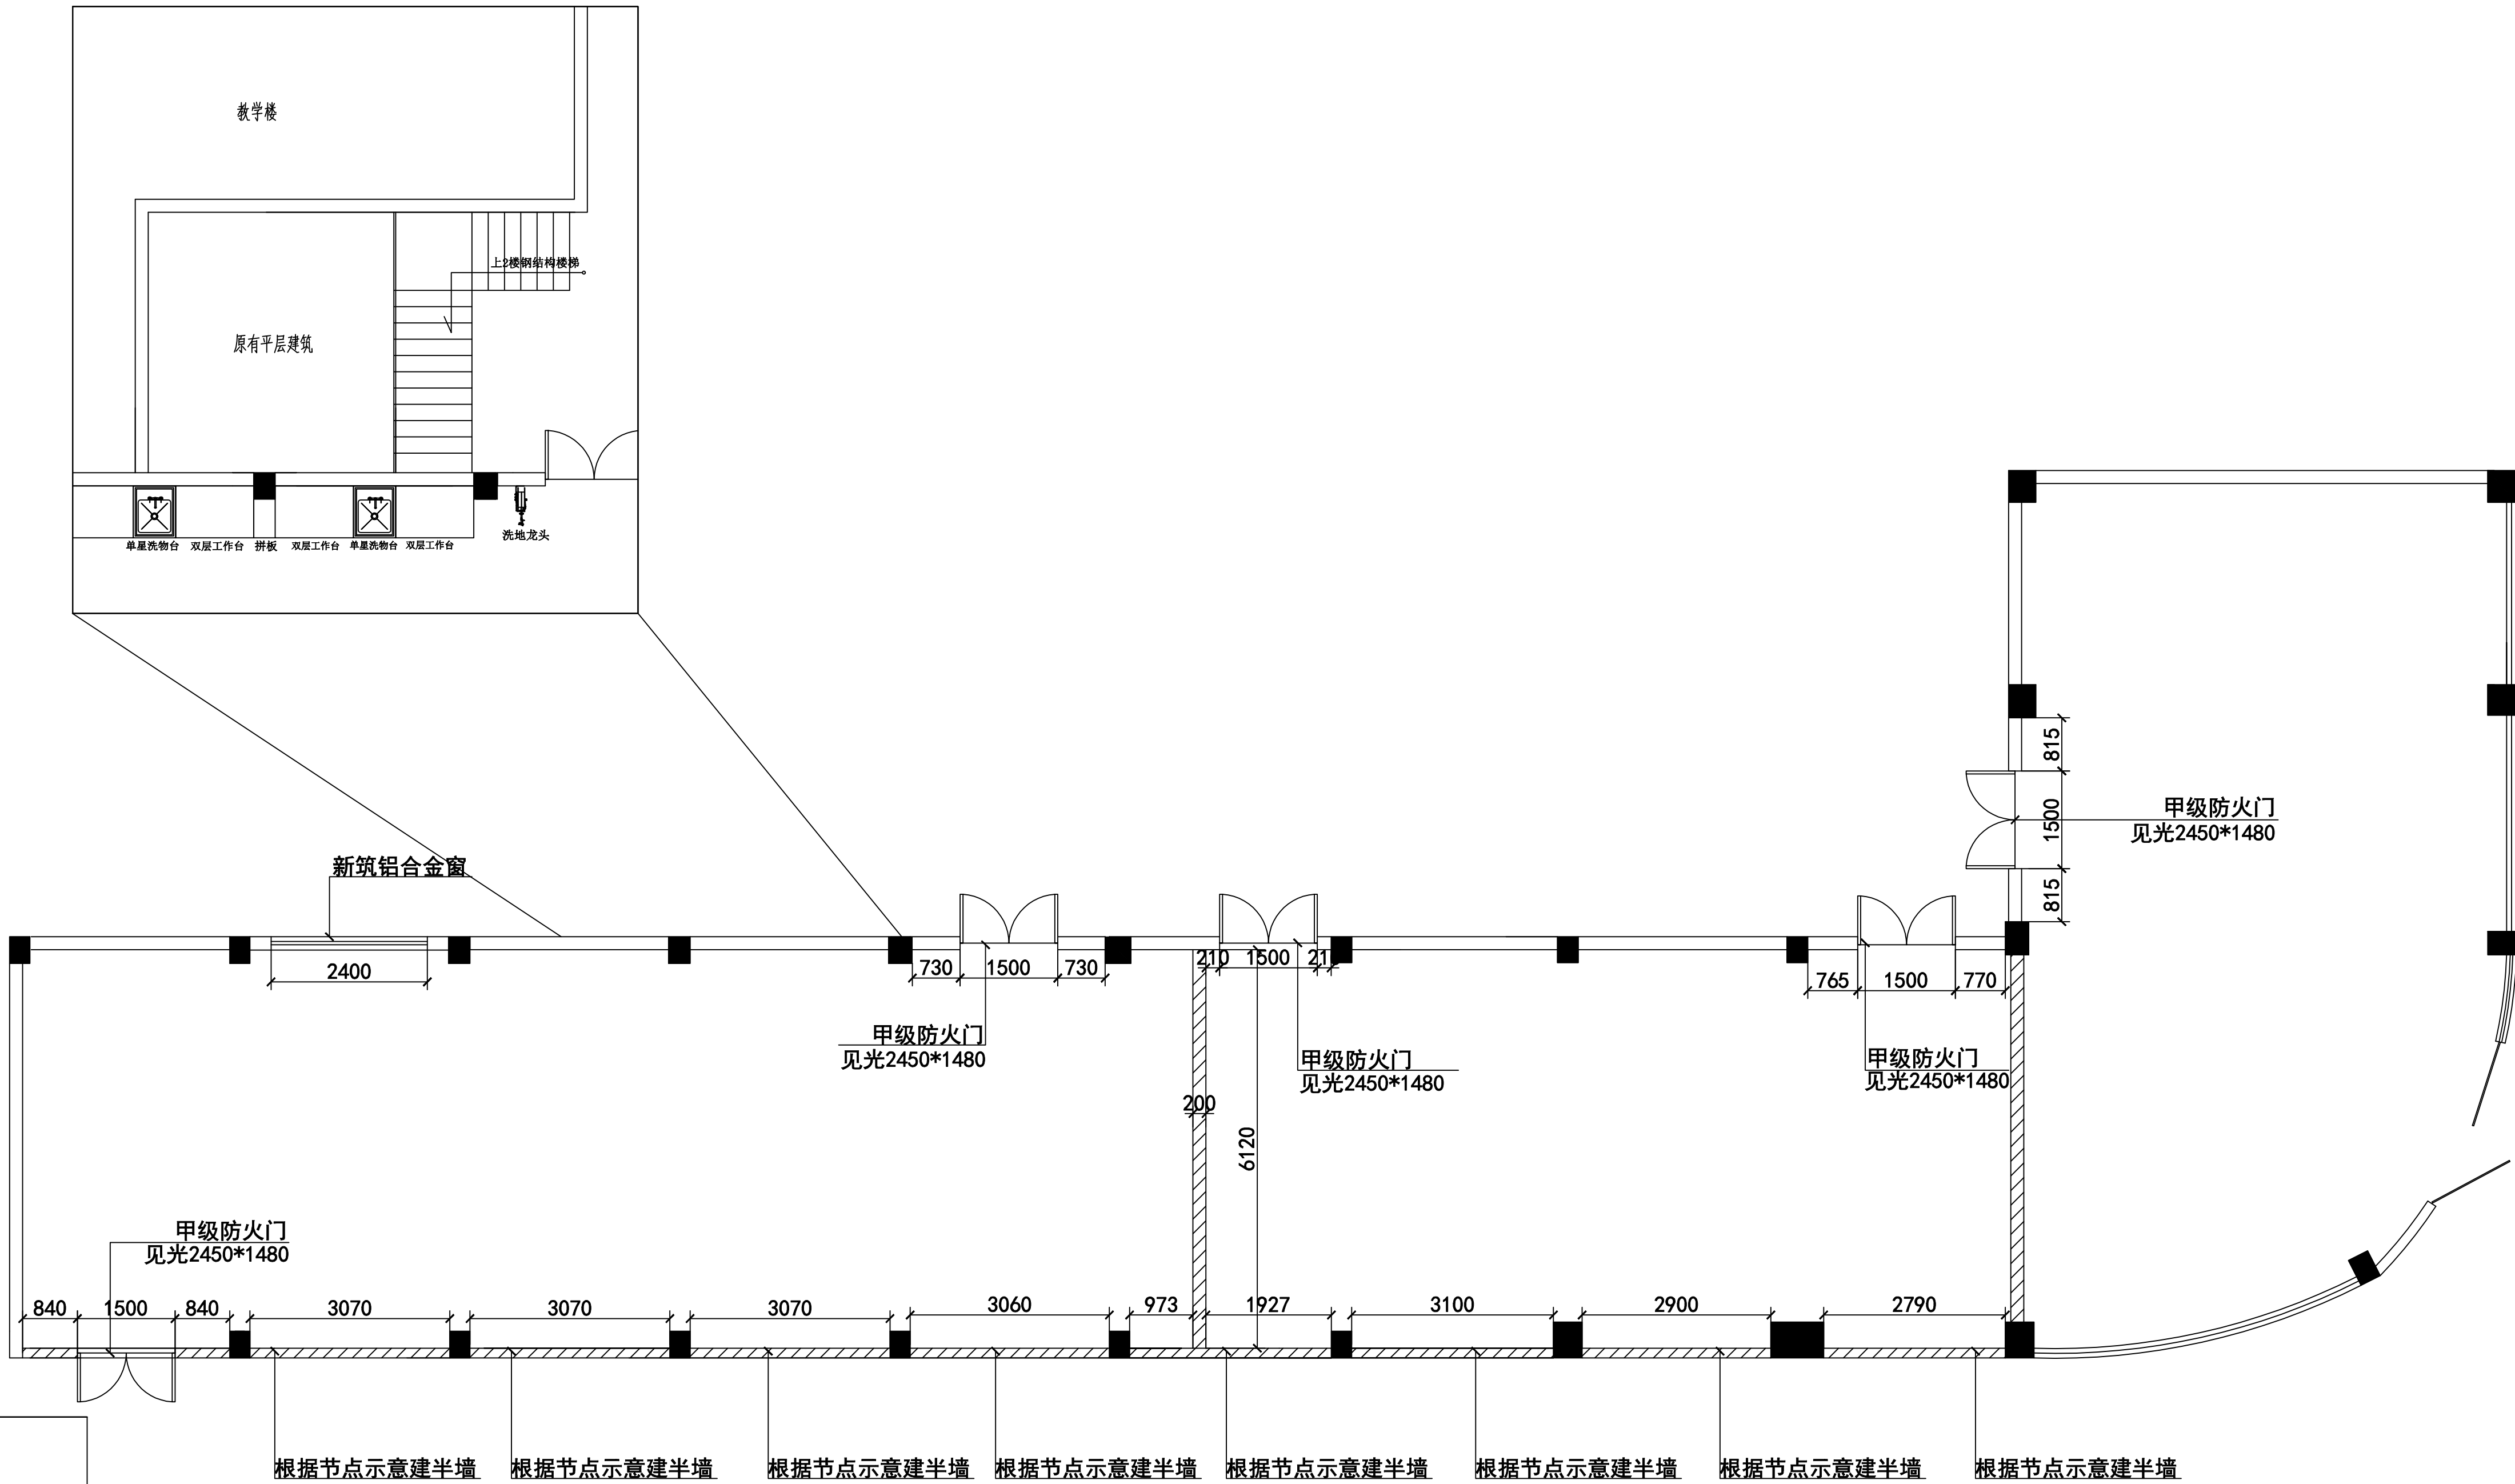 教学楼
上2楼钢结构楼梯
原有平层建筑
单星洗物台 双层工作台 拼板 双层工作台 单星洗物台 双层工作台
洗地龙头
815
1500
815
甲级防火门
见光2450*1480
新筑铝合金窗
2400
730 1500 730
210 1500
765 1500 770
甲级防火门
见光2450*1480
甲级防火门
见光2450*1480
甲级防火门
见光2450*1480
200
6120
甲级防火门
见光2450*1480
840 1500 840 3070 3070 3070 3060 973 1927 3100 2900 2790
根据节点示意建半墙 根据节点示意建半墙 根据节点示意建半墙 根据节点示意建半墙 根据节点示意建半墙 根据节点示意建半墙 根据节点示意建半墙 根据节点示意建半墙